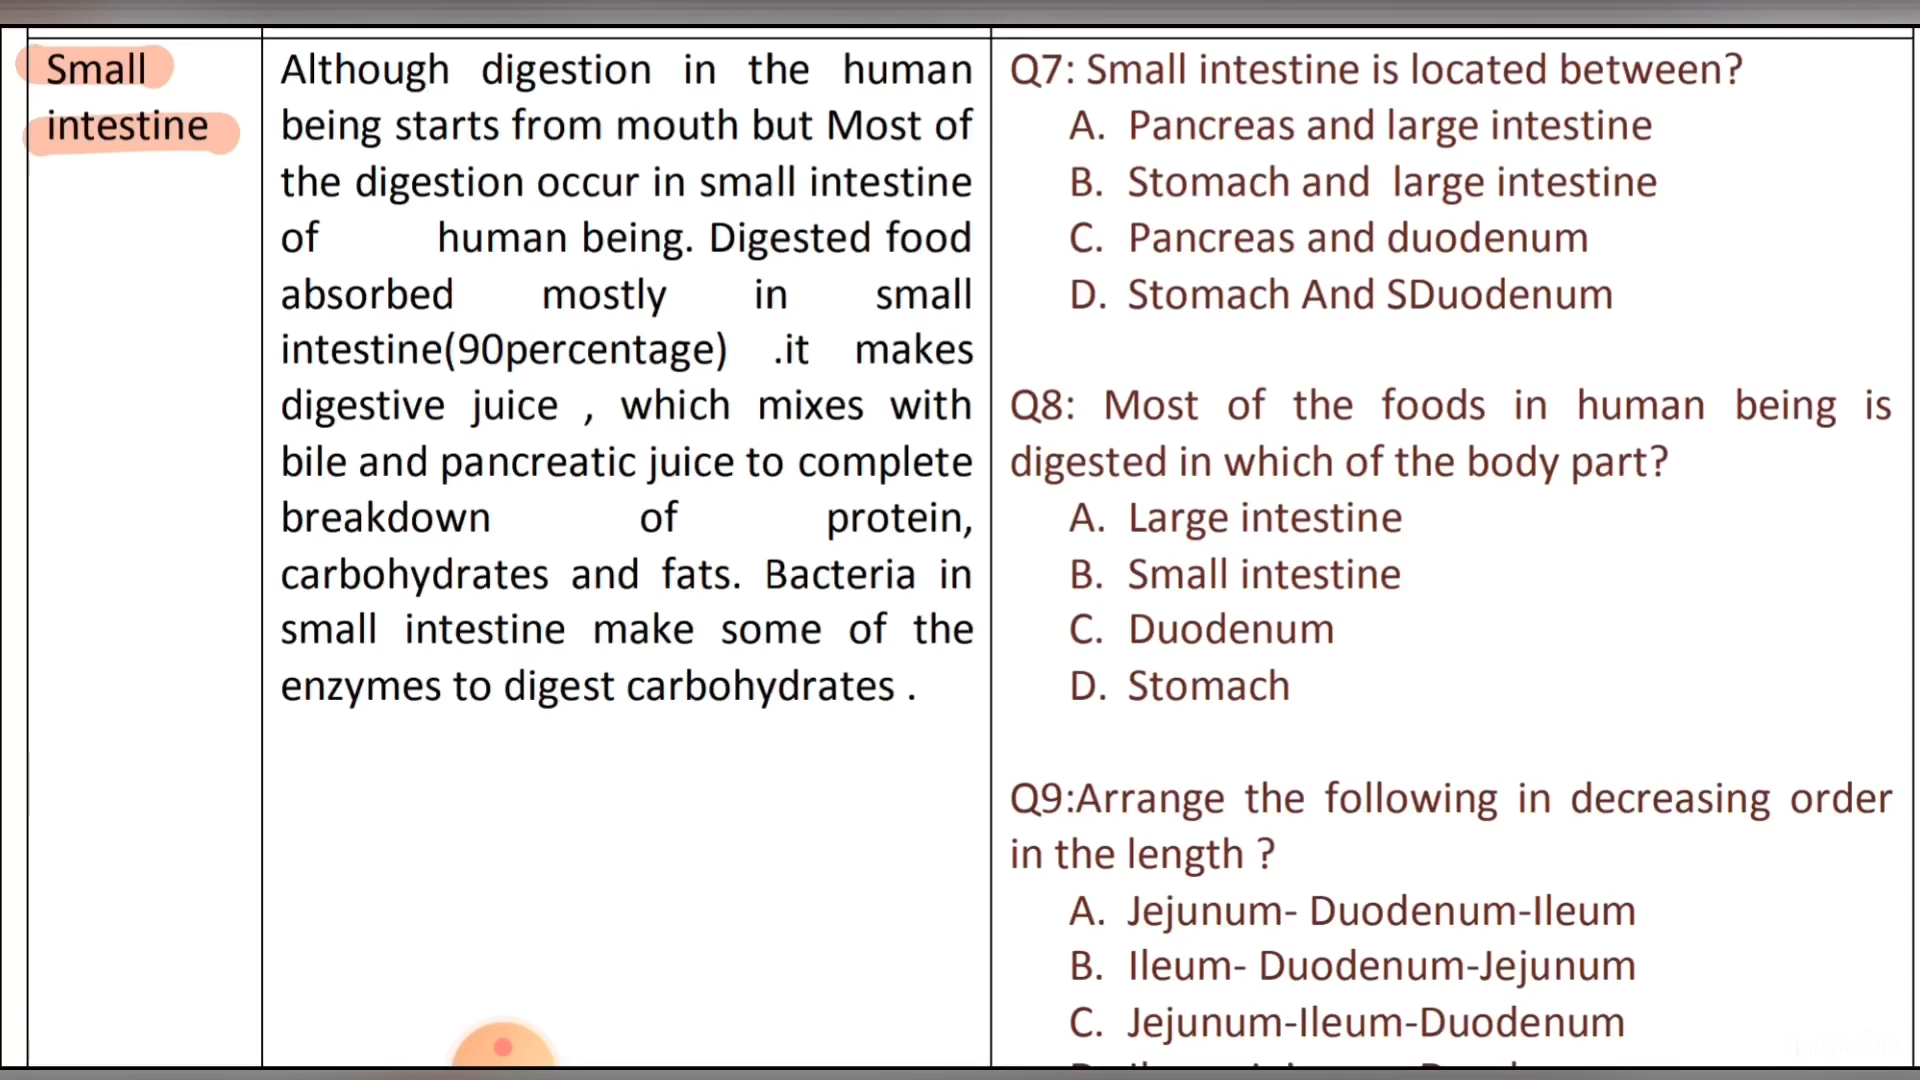 Small
intestine
Although digestion in the human
being starts from mouth but Most of
the digestion occur in small intestine
of human being. Digested food
absorbed mostly in small
intestine(90percentage) .it makes
digestive juice , which mixes with
bile and pancreatic juice to complete
breakdown of protein,
carbohydrates and fats. Bacteria in
small intestine make some of the
enzymes to digest carbohydrates .
Q7: Small intestine is located between?
A. Pancreas and large intestine
B. Stomach and large intestine
C. Pancreas and duodenum
D. Stomach And SDuodenum
Q8: Most of the foods in human being is
digested in which of the body part?
A. Large intestine
B. Small intestine
C. Duodenum
D. Stomach
Q9:Arrange the following in decreasing order
in the length ?
A. Jejunum- Duodenum-Ileum
B. Ileum- Duodenum-Jejunum
C. Jejunum-Ileum-Duodenum